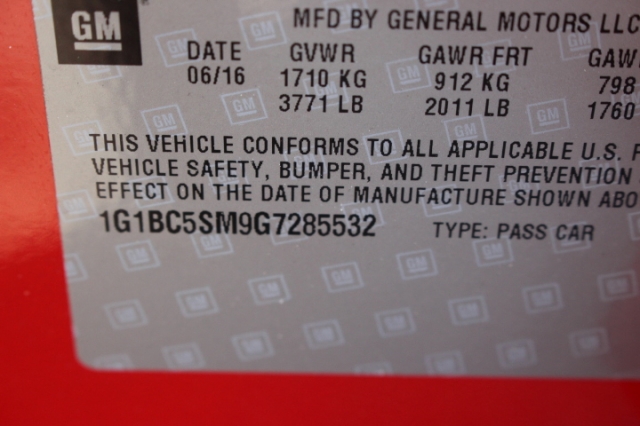 GM
MFD BY GENERAL MOTORS LLC
DATE GVWR GAWR FRT GAW
06/16 1710 KG 912 KG 798
3771 LB 2011 LB 1760
THIS VEHICLE CONFORMS TO ALL APPLICABLE U.S. F
VEHICLE SAFETY, BUMPER, AND THEFT PREVENTION
EFFECT ON THE DATE OF MANUFACTURE SHOWN ABO
1G1BC5SM9G7285532 TYPE: PASS CAR